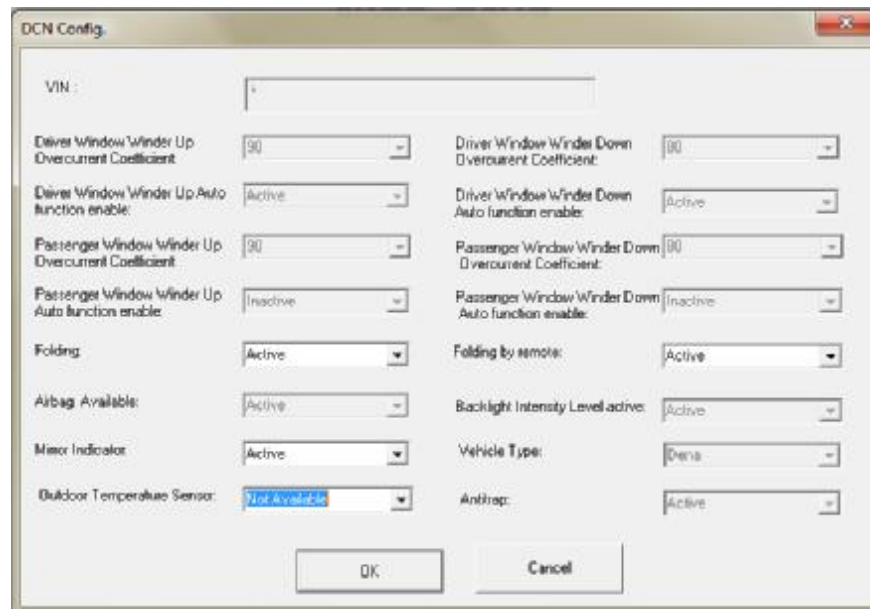 DCN Config.
VIN :
Driver Window Winder Up
Overcurrent Coefficient:
90
Driver Window Winder Down
Overcurrent Coefficient:
80
Driver Window Winder Up Auto
function enable:
Active
Driver Window Winder Down
Auto function enable:
Active
Passenger Window Winder Up
Overcurrent Coefficient:
90
Passenger Window Winder Down
Overcurrent Coefficient:
80
Passenger Window Winder Up
Auto function enable:
Inactive
Passenger Window Winder Down
Auto function enable:
Inactive
Folding:
Active
Folding by remote:
Active
Airbag Available:
Active
Backlight Intensity Level active:
Active
Mirror Indicator:
Active
Vehicle Type:
Dena
Outdoor Temperature Sensor:
Not Available
Antitrap:
Active
OK
Cancel